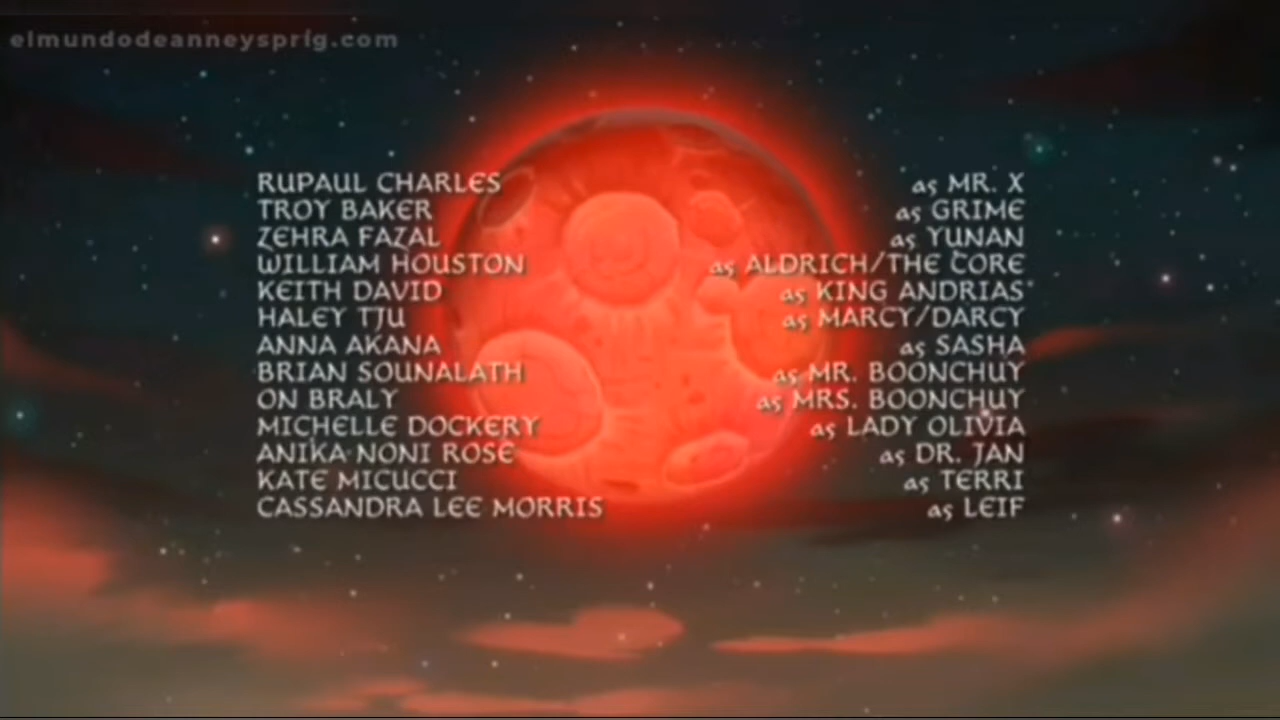 elmundodeanneysprig.com
RUPAUL CHARLES as MR. X
TROY BAKER as GRIME
ZEHRA FAZAL as YUNAN
WILLIAM HOUSTON as ALDRICH/THE CORE
KEITH DAVID as KING ANDRIAS
HALEY TJU as MARCY/DARCY
ANNA AKANA as SASHA
BRIAN SOUNALATH as MR. BOONCHUY
ON BRALY as MRS. BOONCHUY
MICHELLE DOCKERY as LADY OLIVIA
ANIKA NONI ROSE as DR. JAN
KATE MICUCCI as TERRI
CASSANDRA LEE MORRIS as LEIF